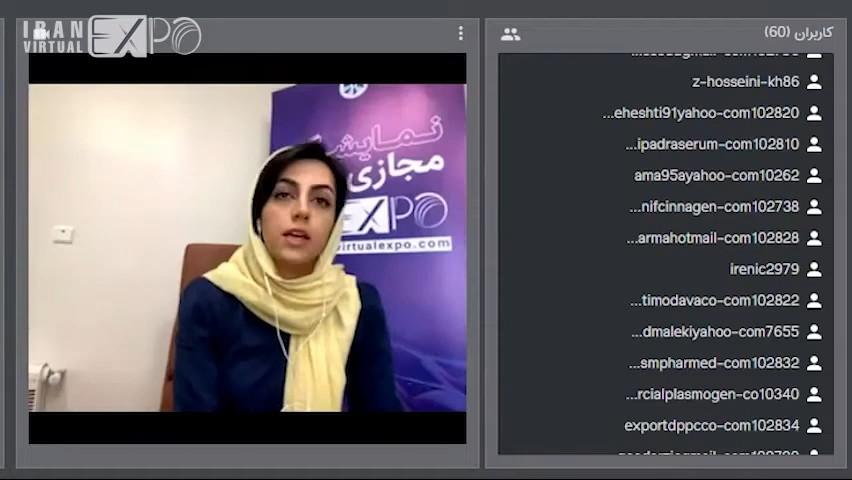 IRAN
VIRTUAL
EXPO
نمایش
مجازی
EXPO
virtualexpo.com
کاربران (60)
z-hosseini-kh86
...eheshti91yahoo-com102820
...ipadraserum-com102810
ama95ayahoo-com10262
...nifcinnagen-com102738
...armahotmail-com102828
irenic2979
...timodavaco-com102822
...dmalekiyahoo-com7655
...smpharmed-com102832
...rcialplasmogen-co10340
exportdppcco-com102834